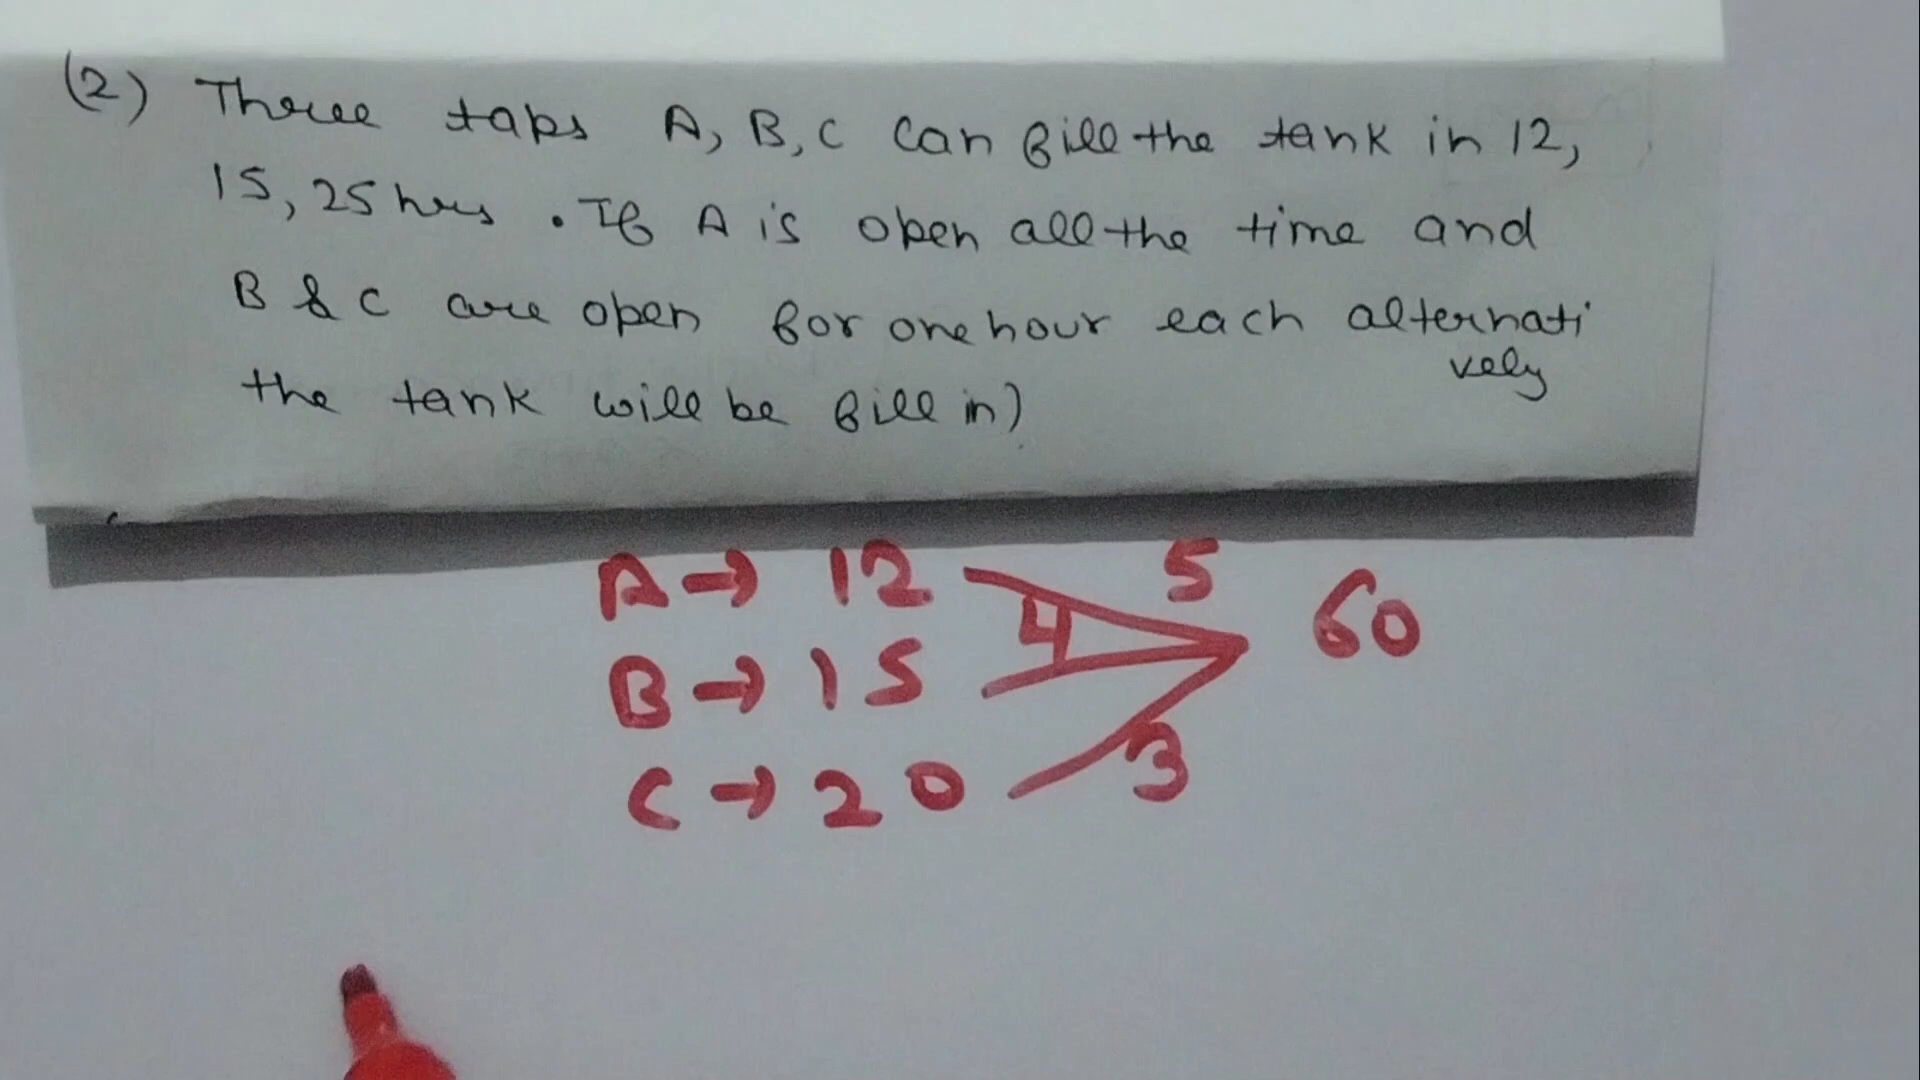 (2) Three taps A, B, C can fill the tank in 12,
15, 25 hrs . If A is open all the time and
B & C are open for one hour each alternati
vely
the tank will be fill in)
A → 12 5 60
B → 15 4
C → 20 3